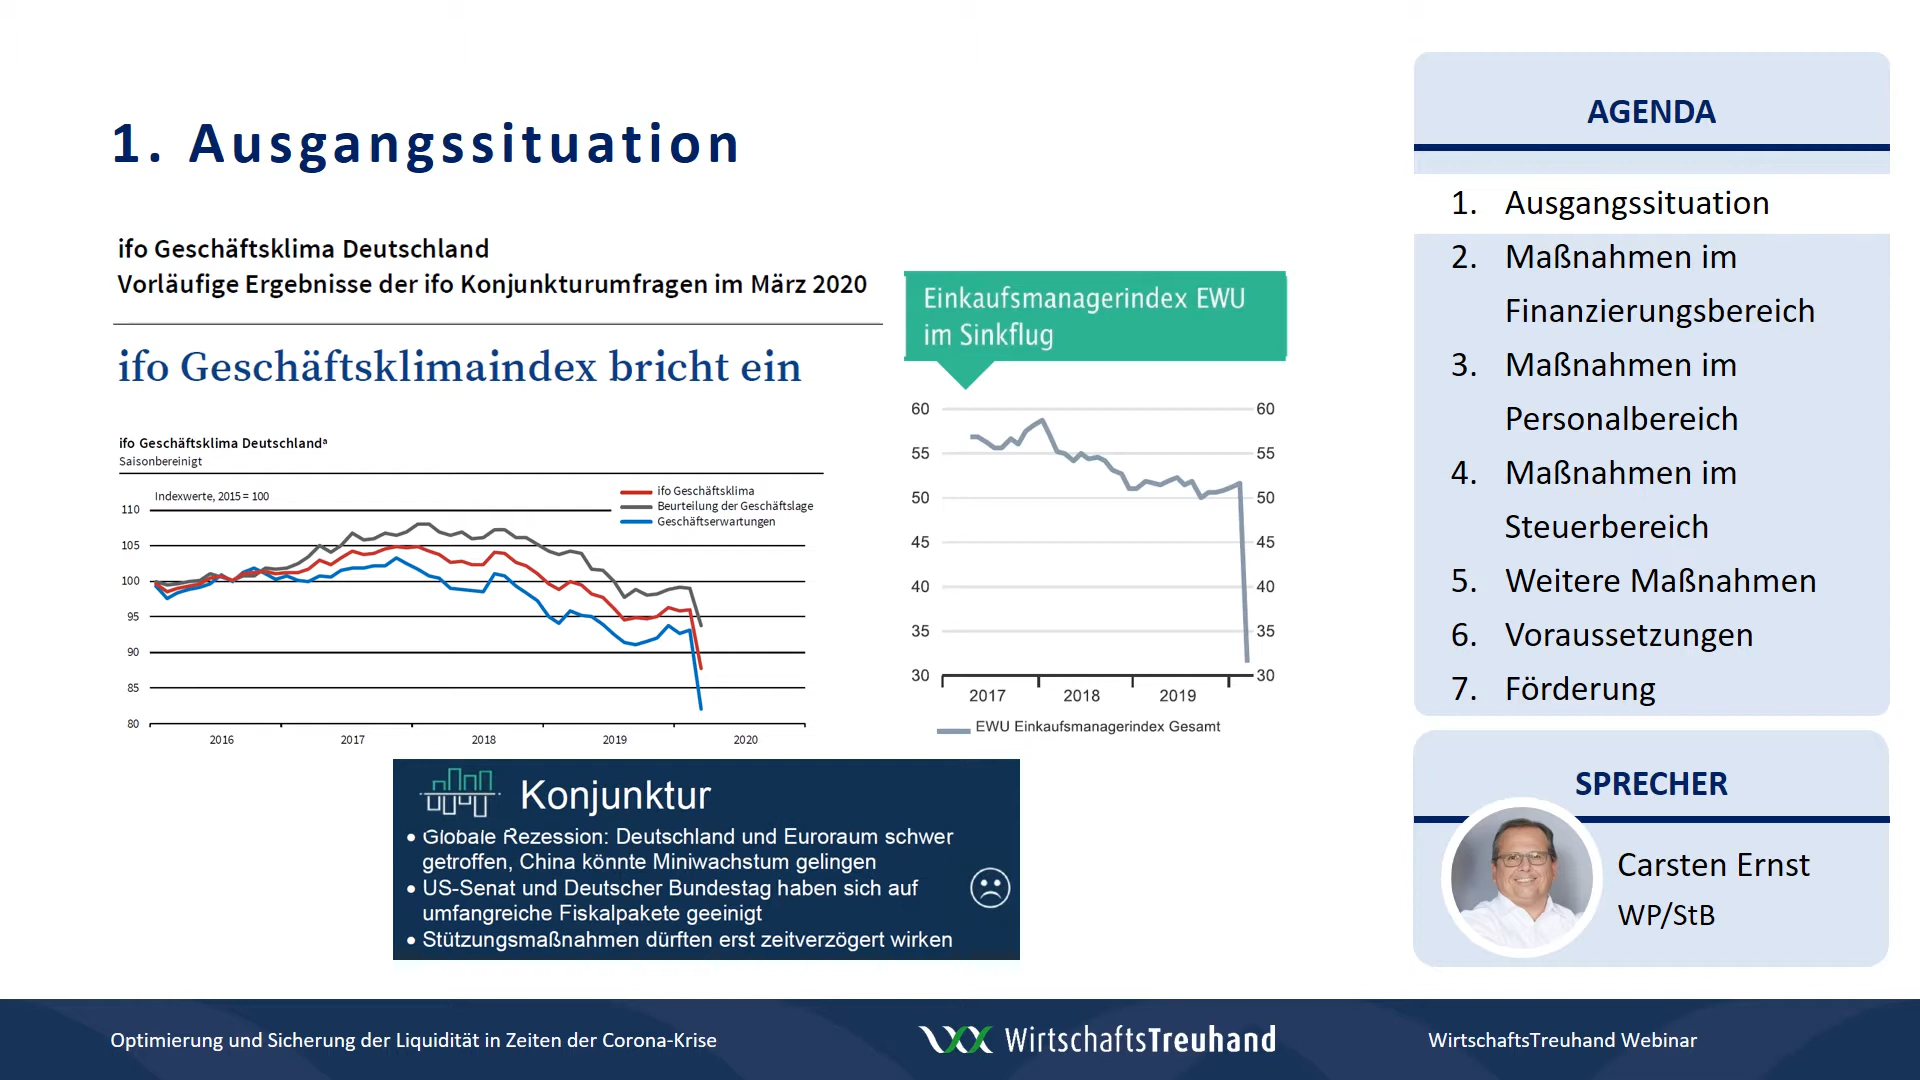 1. Ausgangssituation
ifo Geschäftsklima Deutschland
Vorläufige Ergebnisse der ifo Konjunkturumfragen im März 2020
ifo Geschäftsklimaindex bricht ein
ifo Geschäftsklima Deutschlandᵃ
Saisonbereinigt
Indexwerte, 2015 = 100
ifo Geschäftsklima
Beurteilung der Geschäftslage
Geschäftserwartungen
110
105
100
95
90
85
80
2016 2017 2018 2019 2020
Einkaufsmanagerindex EWU
im Sinkflug
60 60
55 55
50 50
45 45
40 40
35 35
30 30
2017 2018 2019
EWU Einkaufsmanagerindex Gesamt
Konjunktur
• Globale Rezession: Deutschland und Euroraum schwer
getroffen, China könnte Miniwachstum gelingen
• US-Senat und Deutscher Bundestag haben sich auf
umfangreiche Fiskalpakete geeinigt
• Stützungsmaßnahmen dürften erst zeitverzögert wirken
AGENDA
1. Ausgangssituation
2. Maßnahmen im
Finanzierungsbereich
3. Maßnahmen im
Personalbereich
4. Maßnahmen im
Steuerbereich
5. Weitere Maßnahmen
6. Voraussetzungen
7. Förderung
SPRECHER
Carsten Ernst
WP/StB
Optimierung und Sicherung der Liquidität in Zeiten der Corona-Krise
WirtschaftsTreuhand
WirtschaftsTreuhand Webinar